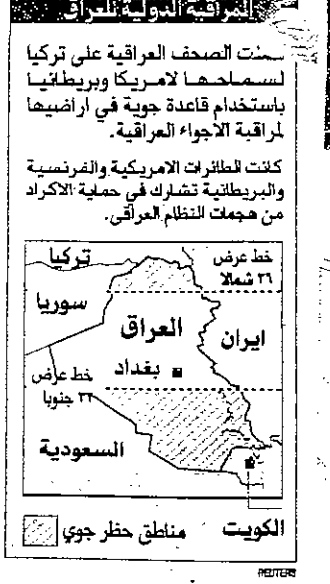 المراقبة الدولية للعراق
الصحف العراقية على تركيا
لسماحها لامريكا وبريطانيا
باستخدام قاعدة جوية في اراضيها
لمراقبة الاجواء العراقية.
كانت الطائرات الامريكية والفرنسية
والبريطانية تشارك في حماية الاكراد
من هجمات النظام العراقي.
تركيا
خط عرض
٣٦ شمالا
سوريا
العراق
ايران
بغداد
خط عرض
جنوبا
السعودية
الكويت
مناطق حظر جوي
REUTERS